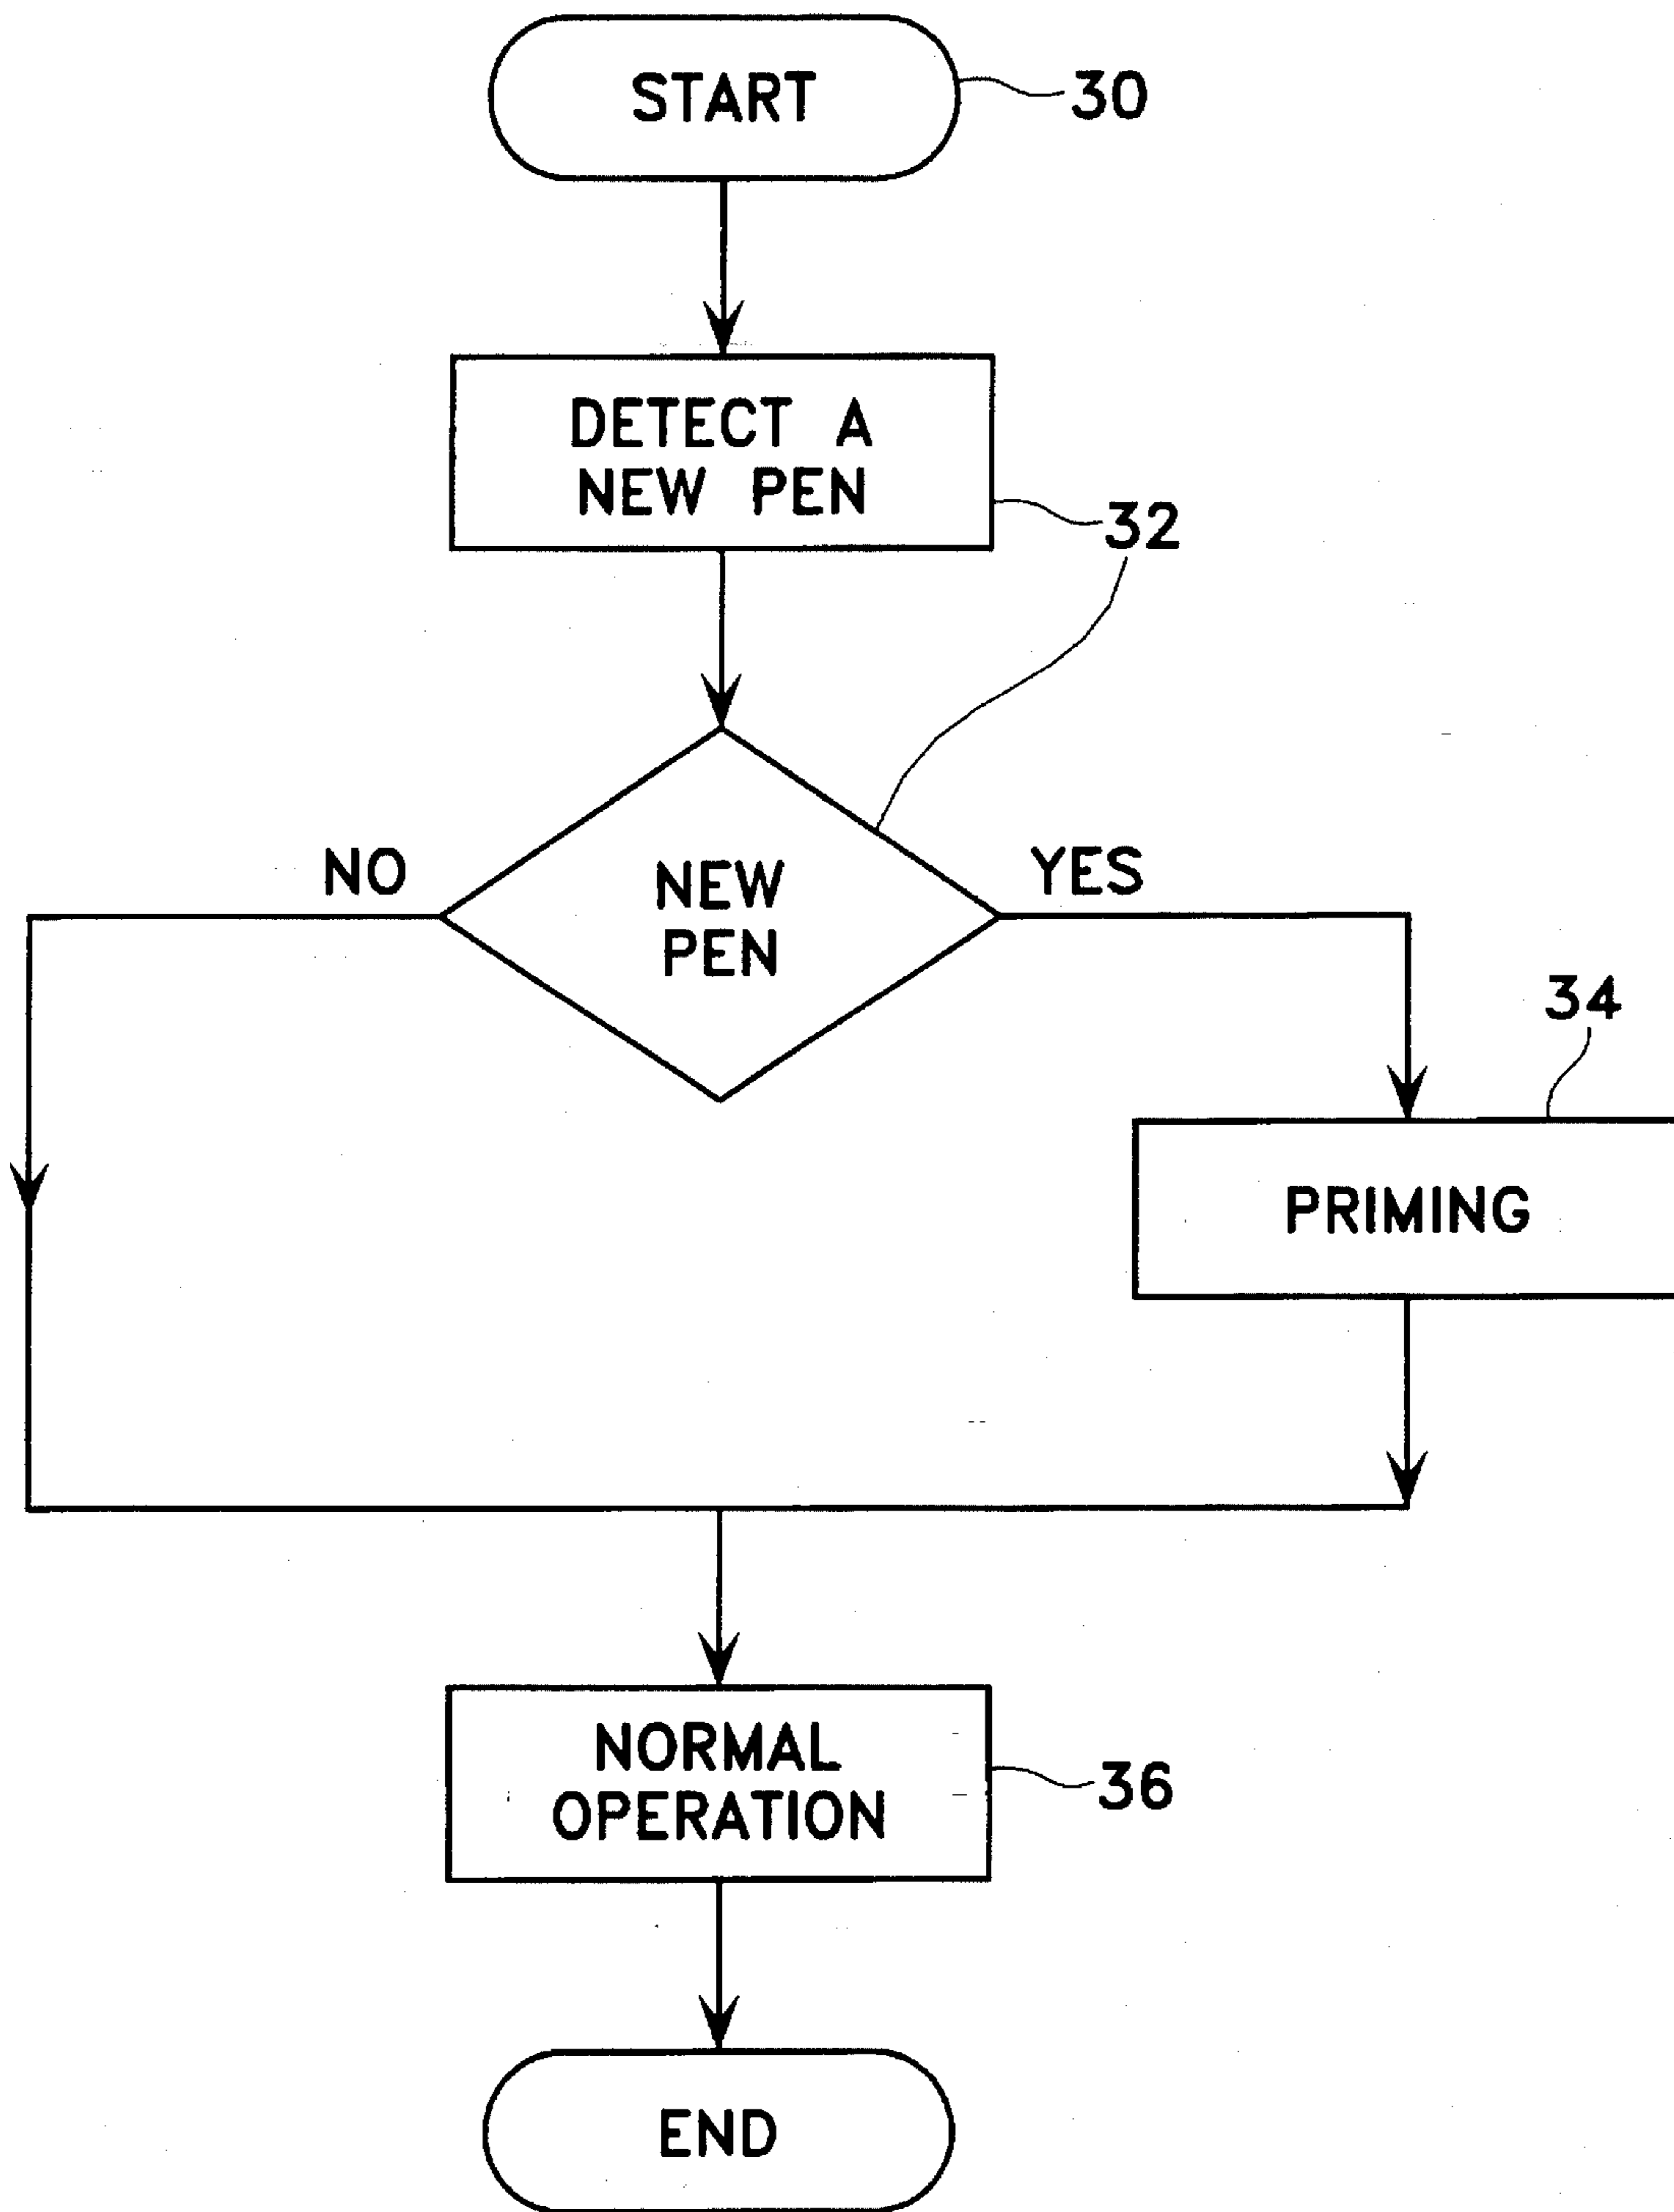 START
30
DETECT A
NEW PEN
32
NO
NEW
PEN
YES
34
PRIMING
NORMAL
OPERATION
36
END